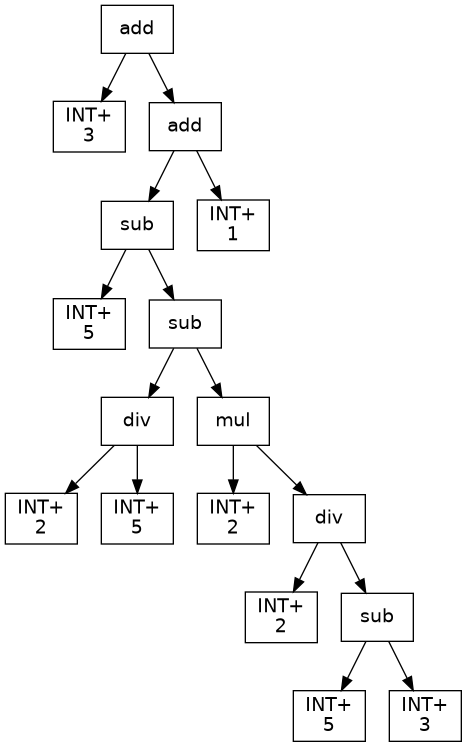 add
INT+
3
add
sub
INT+
1
INT+
5
sub
div
mul
INT+
2
INT+
5
INT+
2
div
INT+
2
sub
INT+
5
INT+
3